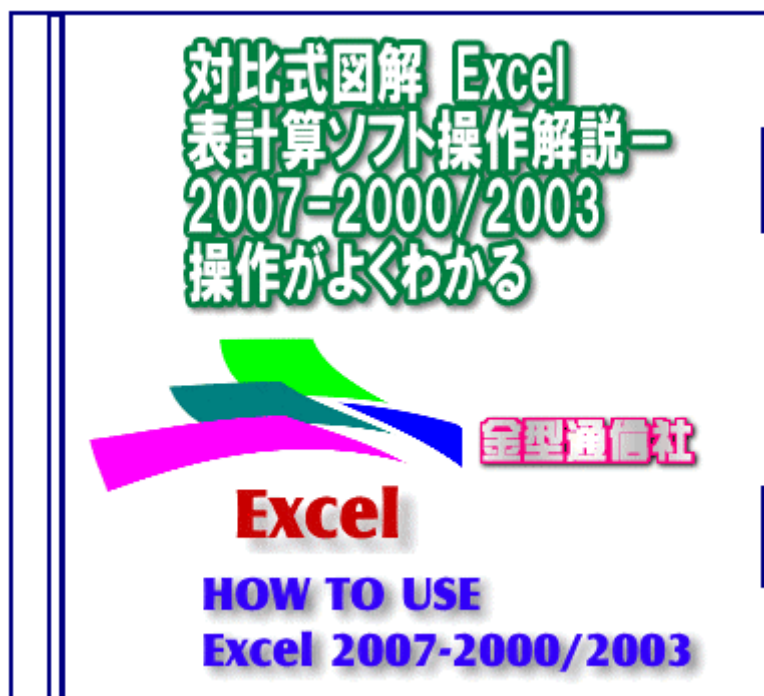 対比式図解 Excel
表計算ソフト操作解説－
2007-2000/2003
操作がよくわかる
金型通信社
Excel
HOW TO USE
Excel 2007-2000/2003